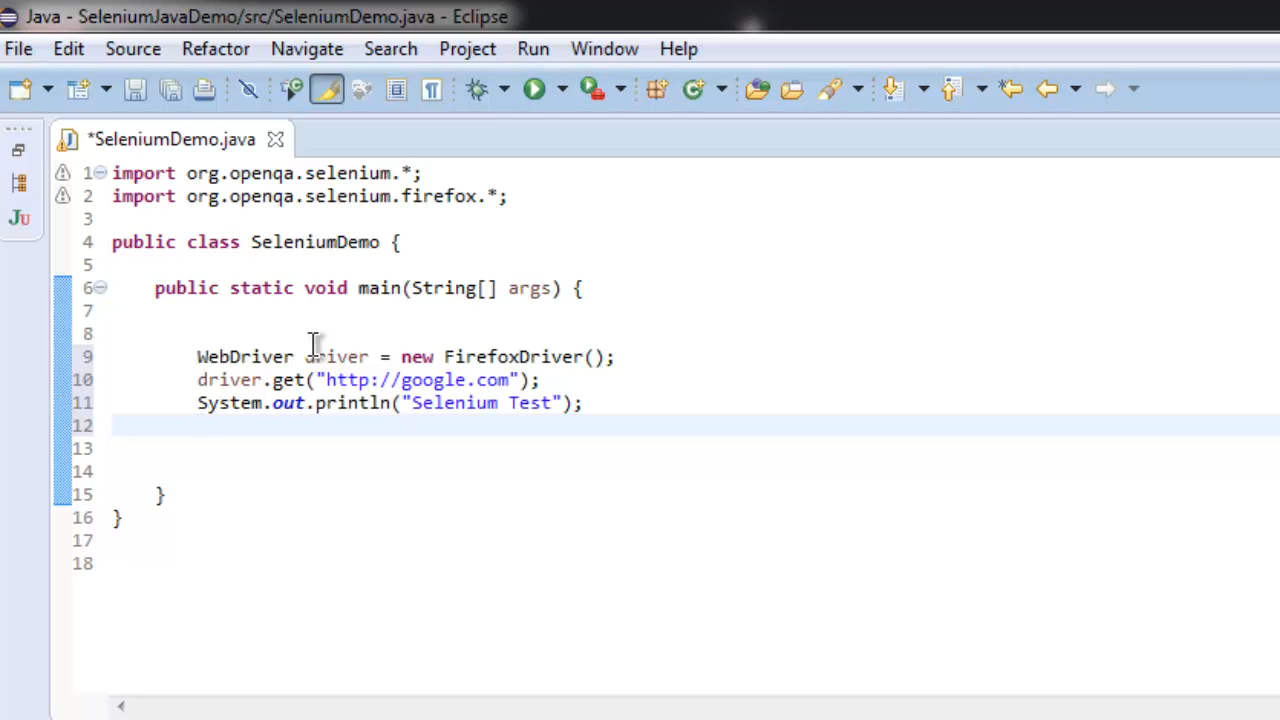 Java - SeleniumJavaDemo/src/SeleniumDemo.java - Eclipse
File Edit Source Refactor Navigate Search Project Run Window Help
*SeleniumDemo.java
1 import org.openqa.selenium.*;
2 import org.openqa.selenium.firefox.*;
3
4 public class SeleniumDemo {
5
6 public static void main(String[] args) {
7
8
9 WebDriver driver = new FirefoxDriver();
10 driver.get("http://google.com");
11 System.out.println("Selenium Test");
12
13
14
15 }
16 }
17
18
JU